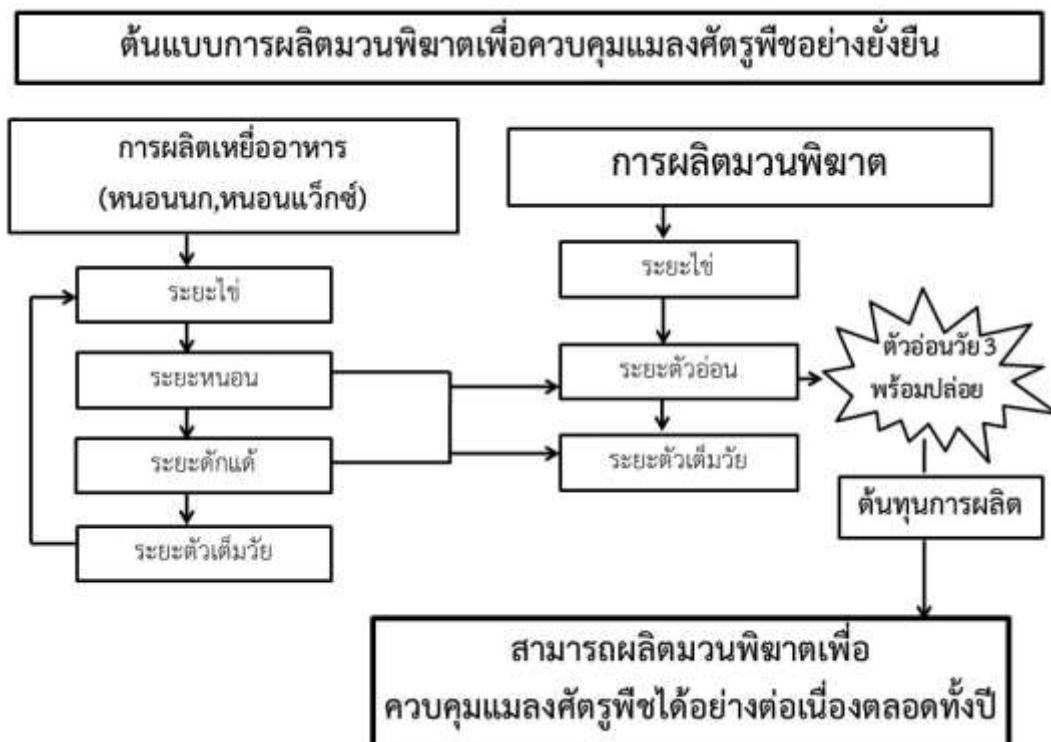 ต้นแบบการผลิตมวนพิฆาตเพื่อควบคุมแมลงศัตรูพืชอย่างยั่งยืน
การผลิตเหยื่ออาหาร
(หนอนนก,หนอนแว็กซ์)
ระยะไข่
ระยะหนอน
ระยะดักแด้
ระยะตัวเต็มวัย
การผลิตมวนพิฆาต
ระยะไข่
ระยะตัวอ่อน
ระยะตัวเต็มวัย
ตัวอ่อนวัย 3
พร้อมปล่อย
ต้นทุนการผลิต
สามารถผลิตมวนพิฆาตเพื่อ
ควบคุมแมลงศัตรูพืชได้อย่างต่อเนื่องตลอดทั้งปี